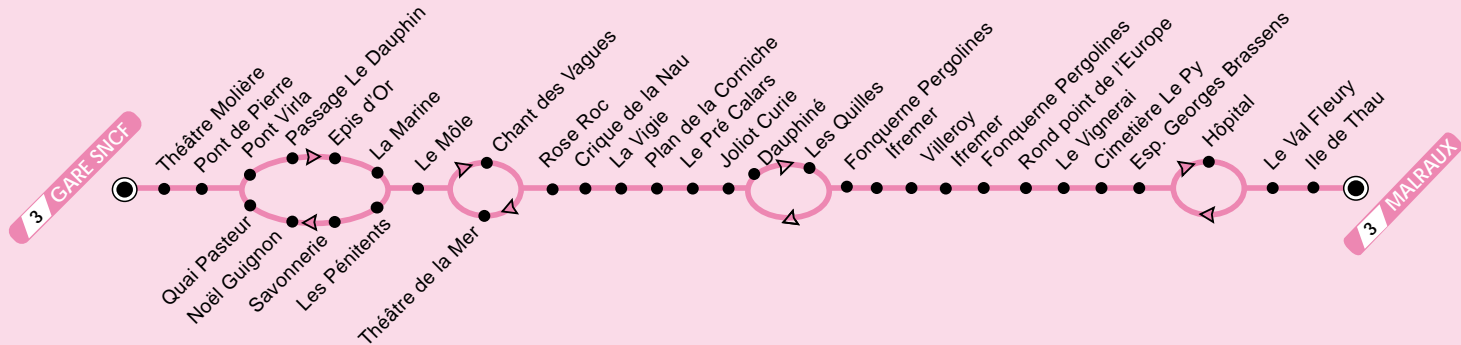 3 GARE SNCF
Théâtre Molière
Pont de Pierre
Pont Virla
Passage Le Dauphin
Epis d'Or
La Marine
Quai Pasteur
Noël Guignon
Savonnerie
Les Pénitents
Le Môle
Chant des Vagues
Théâtre de la Mer
Rose Roc
Crique de la Nau
La Vigie
Plan de la Corniche
Le Pré Calars
Joliot Curie
Dauphiné
Les Quilles
Fonquerne Pergolines
Ifremer
Villeroy
Ifremer
Fonquerne Pergolines
Rond point de l'Europe
Le Vignerai
Cimetière Le Py
Esp. Georges Brassens
Hôpital
Le Val Fleury
Ile de Thau
3 MALRAUX